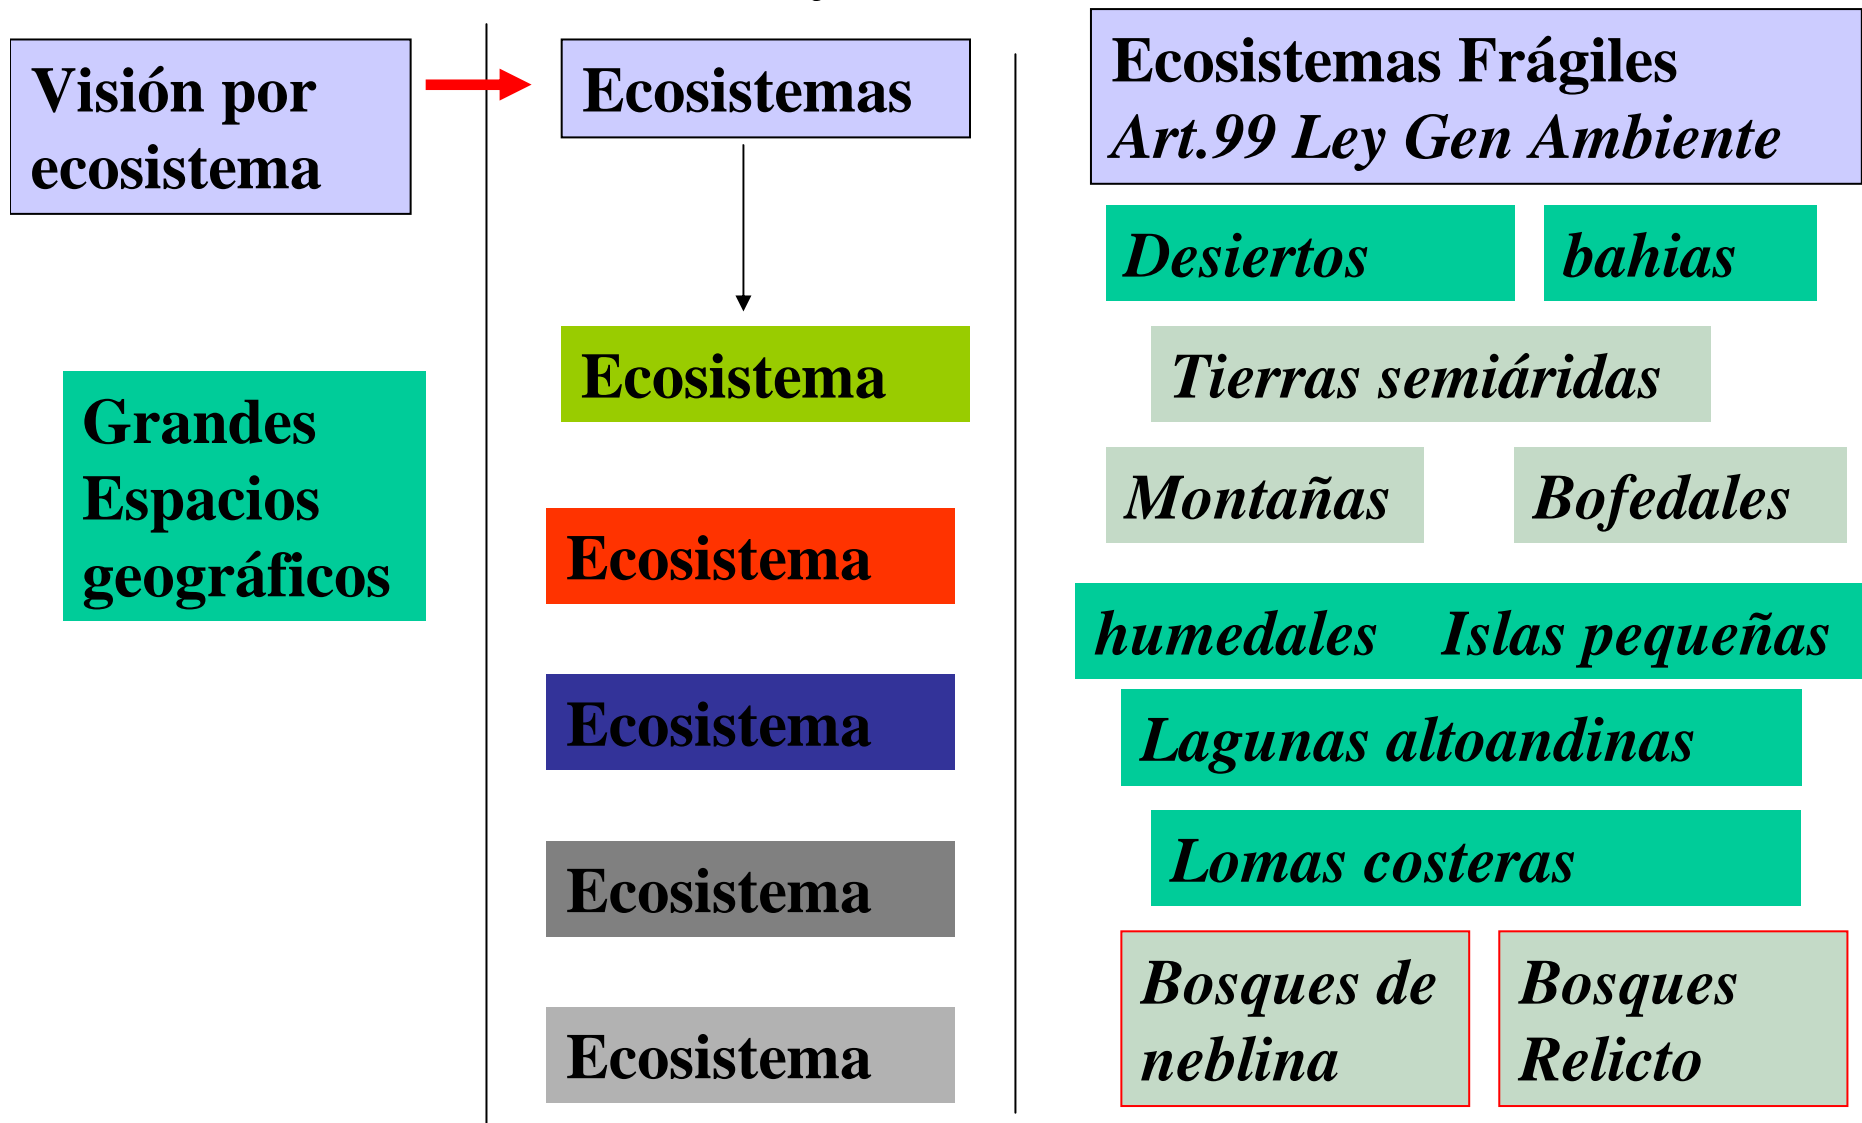 Visión por
ecosistema
Grandes
Espacios
geográficos
Ecosistemas
Ecosistema
Ecosistema
Ecosistema
Ecosistema
Ecosistema
Ecosistemas Frágiles
Art.99 Ley Gen Ambiente
Desiertos bahias
Tierras semiáridas
Montañas Bofedales
humedales Islas pequeñas
Lagunas altoandinas
Lomas costeras
Bosques de
neblina
Bosques
Relicto